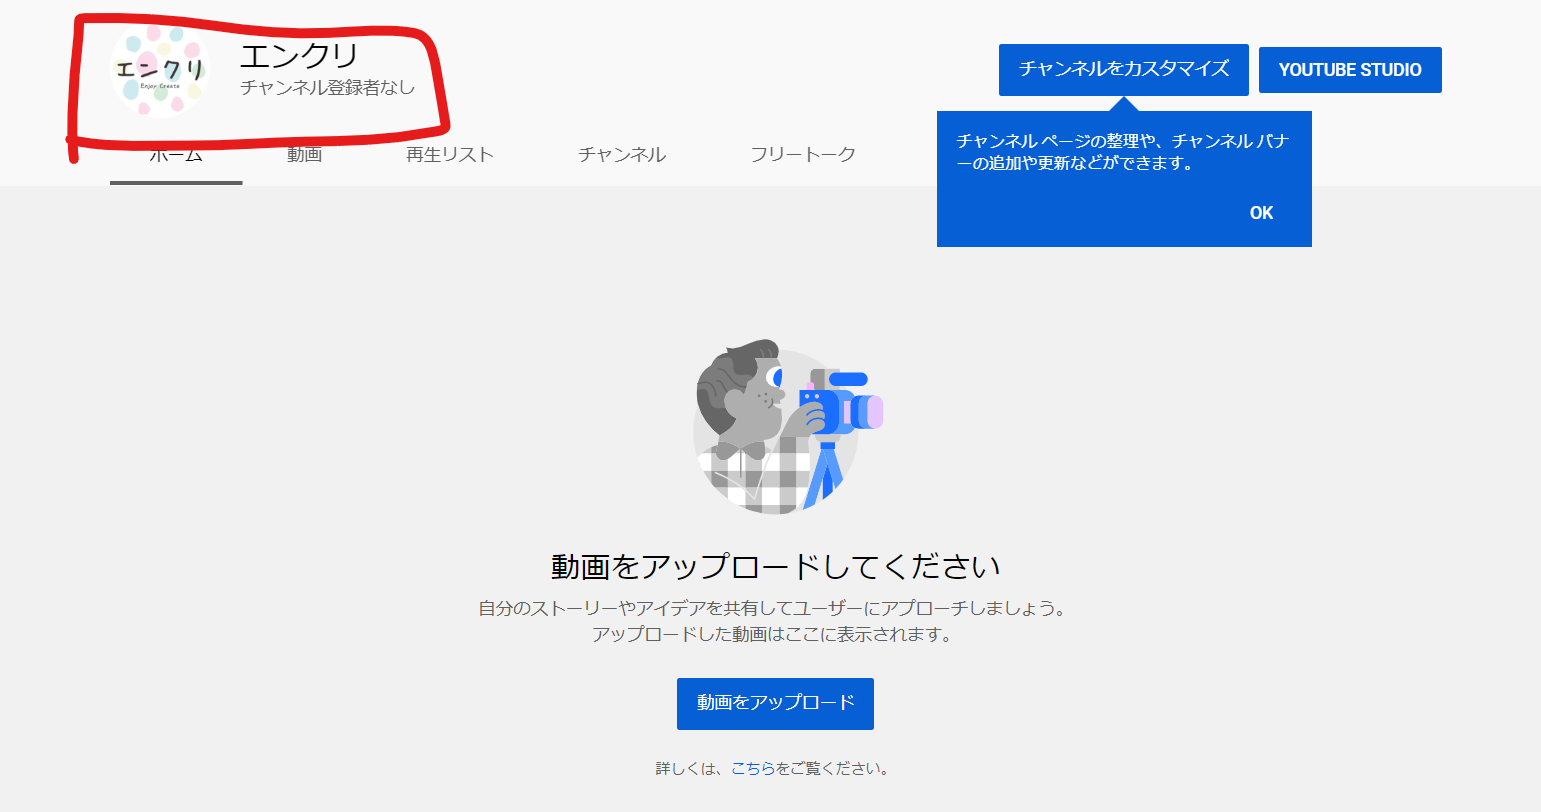 エンクリ
Enjoy Create
エンクリ
チャンネル登録者なし
チャンネルをカスタマイズ
YOUTUBE STUDIO
チャンネル ページの整理や、チャンネル バナ
ーの追加や更新などができます。
OK
ホーム
動画
再生リスト
チャンネル
フリートーク
動画をアップロードしてください
自分のストーリーやアイデアを共有してユーザーにアプローチしましょう。
アップロードした動画はここに表示されます。
動画をアップロード
詳しくは、こちらをご覧ください。